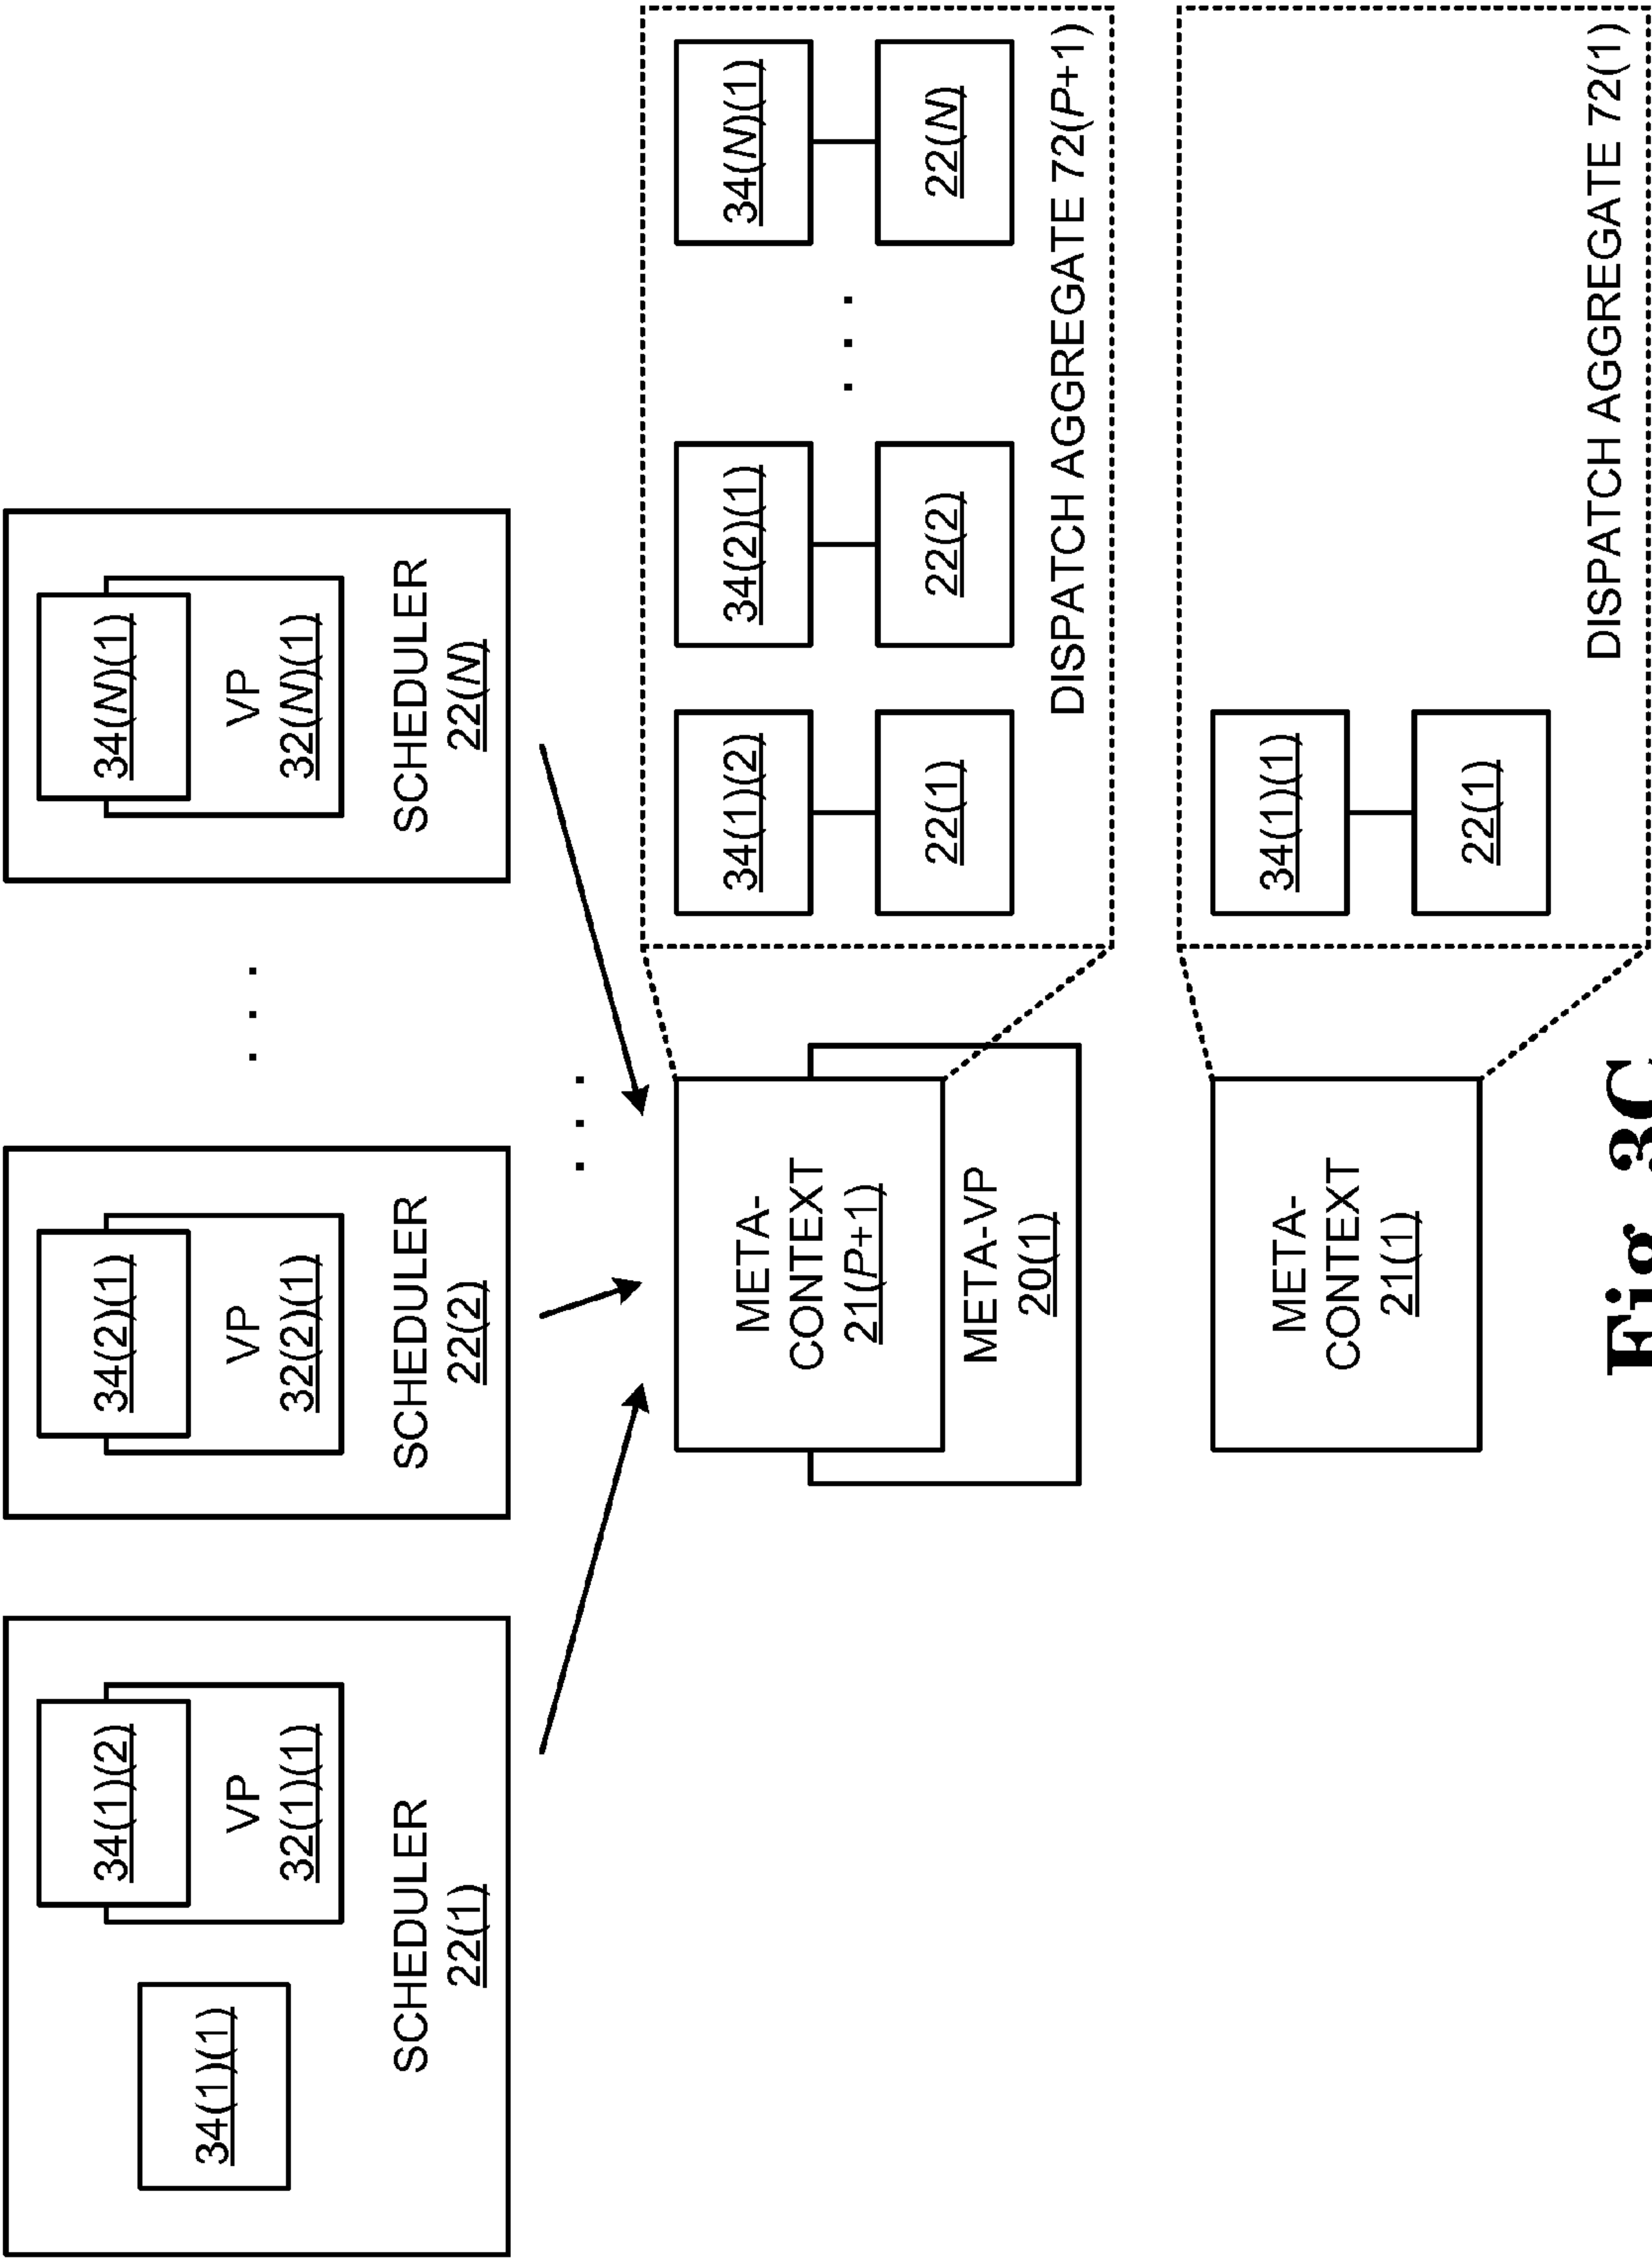 34(1)(1)
34(1)(2)
VP
32(1)(1)
SCHEDULER
22(1)
34(2)(1)
VP
32(2)(1)
SCHEDULER
22(2)
. . .
34(N)(1)
VP
32(N)(1)
SCHEDULER
22(N)
. . .
META-
CONTEXT
21(P+1)
META-VP
20(1)
34(1)(2)
22(1)
34(2)(1)
22(2)
. . .
34(N)(1)
22(N)
DISPATCH AGGREGATE 72(P+1)
META-
CONTEXT
21(1)
34(1)(1)
22(1)
DISPATCH AGGREGATE 72(1)
Fig. 3C